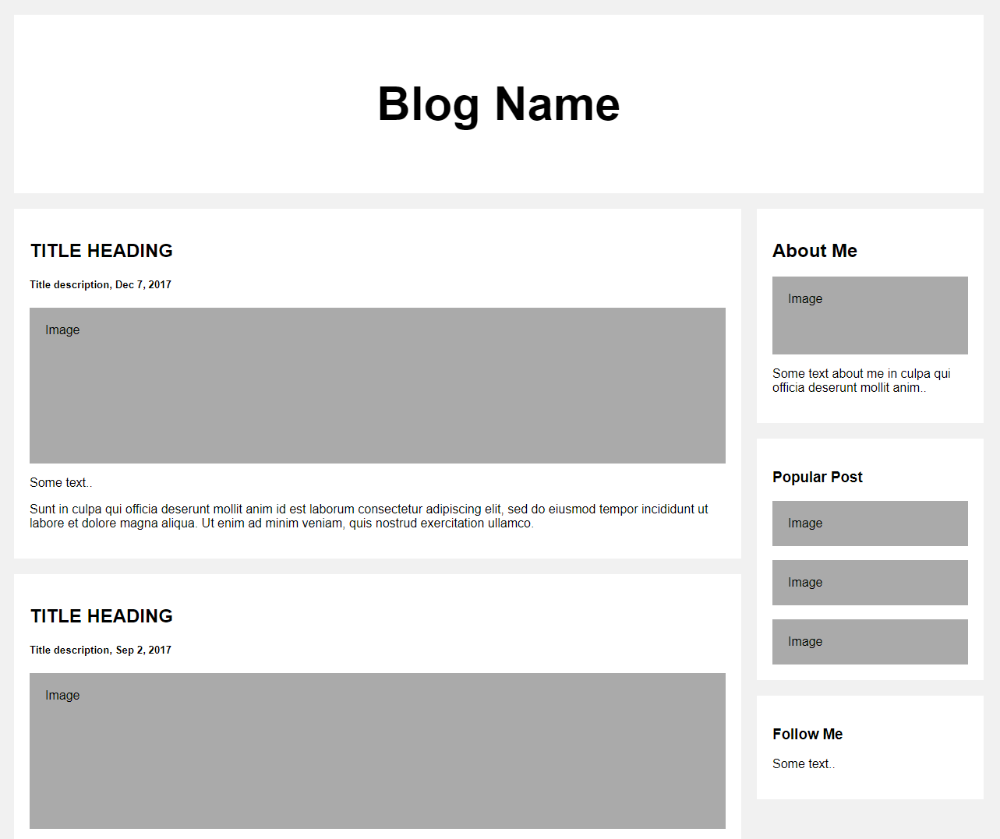 Blog Name
TITLE HEADING
Title description, Dec 7, 2017
Image
Some text..
Sunt in culpa qui officia deserunt mollit anim id est laborum consectetur adipiscing elit, sed do eiusmod tempor incididunt ut
labore et dolore magna aliqua. Ut enim ad minim veniam, quis nostrud exercitation ullamco.
TITLE HEADING
Title description, Sep 2, 2017
Image
About Me
Image
Some text about me in culpa qui
officia deserunt mollit anim..
Popular Post
Image
Image
Image
Follow Me
Some text..